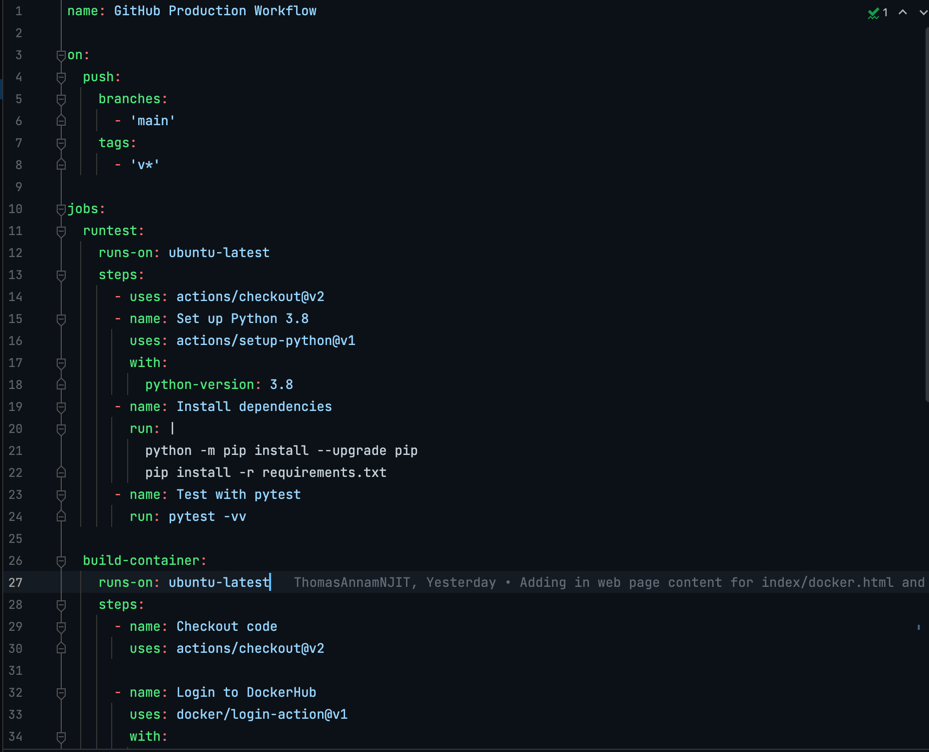 1 name: GitHub Production Workflow
✓ 1
2
3 on:
4   push:
5     branches:
6       - 'main'
7     tags:
8       - 'v*'
9
10 jobs:
11   runtest:
12     runs-on: ubuntu-latest
13     steps:
14       - uses: actions/checkout@v2
15       - name: Set up Python 3.8
16         uses: actions/setup-python@v1
17         with:
18           python-version: 3.8
19       - name: Install dependencies
20         run: |
21           python -m pip install --upgrade pip
22           pip install -r requirements.txt
23       - name: Test with pytest
24         run: pytest -vv
25
26   build-container:
27     runs-on: ubuntu-latest   ThomasAnnamNJIT, Yesterday • Adding in web page content for index/docker.html and
28     steps:
29       - name: Checkout code
30         uses: actions/checkout@v2
31
32       - name: Login to DockerHub
33         uses: docker/login-action@v1
34         with: